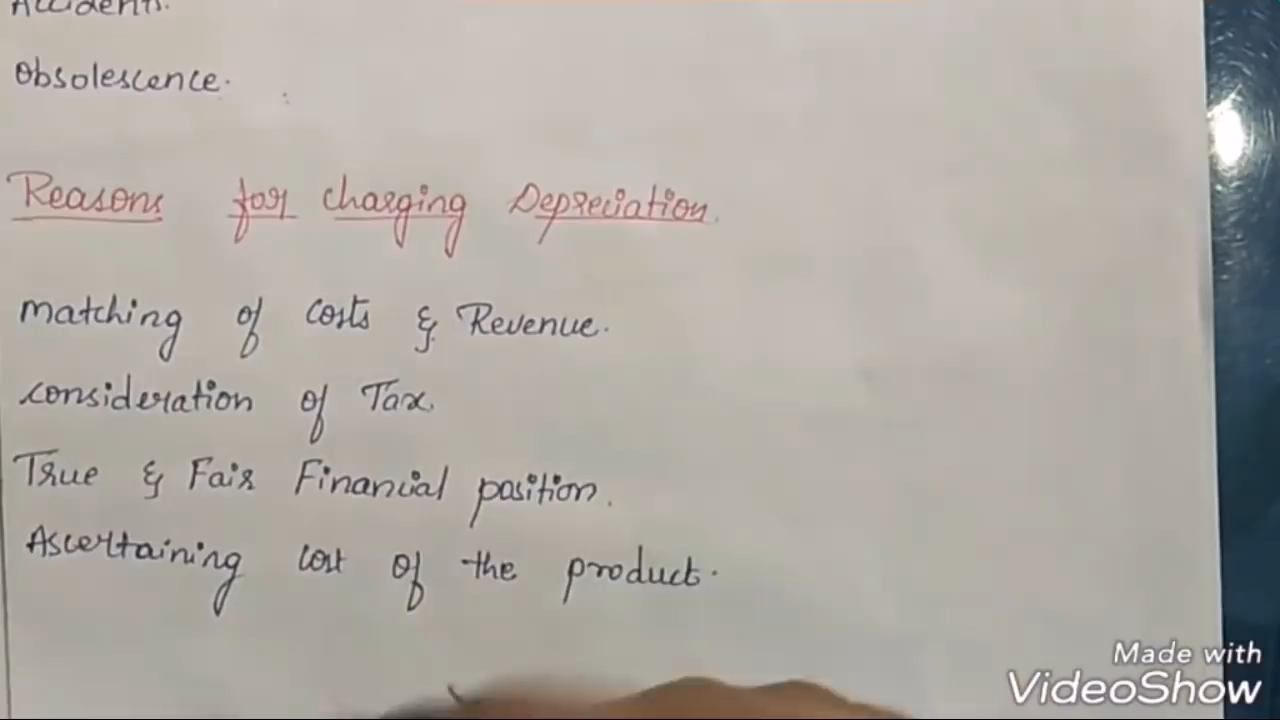 Accidents.
Obsolescence.
Reasons for charging Depreciation.
Matching of costs & Revenue.
consideration of Tax.
True & Fair Financial position.
Ascertaining cost of the product.
Made with
VideoShow